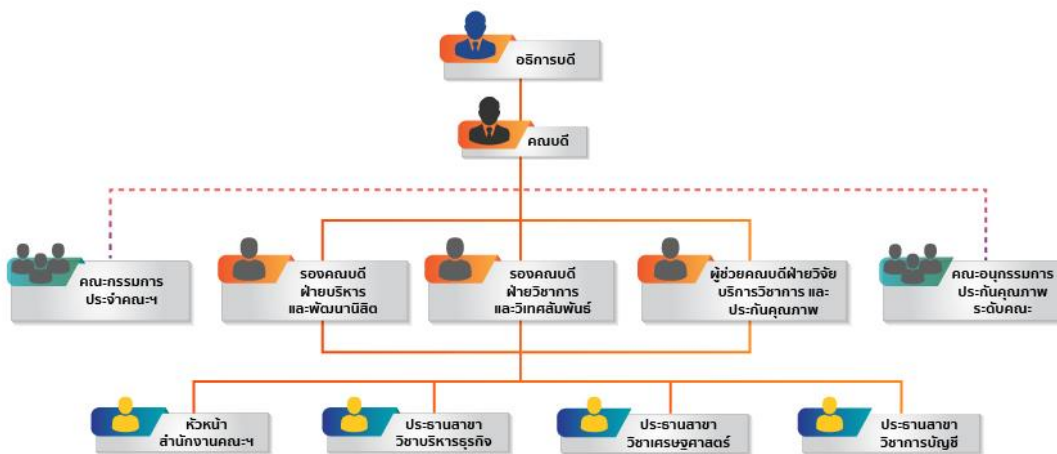 อธิการบดี
คณบดี
คณะกรรมการ
ประจำคณะฯ
รองคณบดี
ฝ่ายบริหาร
และพัฒนานิสิต
รองคณบดี
ฝ่ายวิชาการ
และวิเทศสัมพันธ์
ผู้ช่วยคณบดีฝ่ายวิจัย
บริการวิชาการ และ
ประกันคุณภาพ
คณะอนุกรรมการ
ประกันคุณภาพ
ระดับคณะ
หัวหน้า
สำนักงานคณะฯ
ประธานสาขา
วิชาบริหารธุรกิจ
ประธานสาขา
วิชาเศรษฐศาสตร์
ประธานสาขา
วิชาการบัญชี